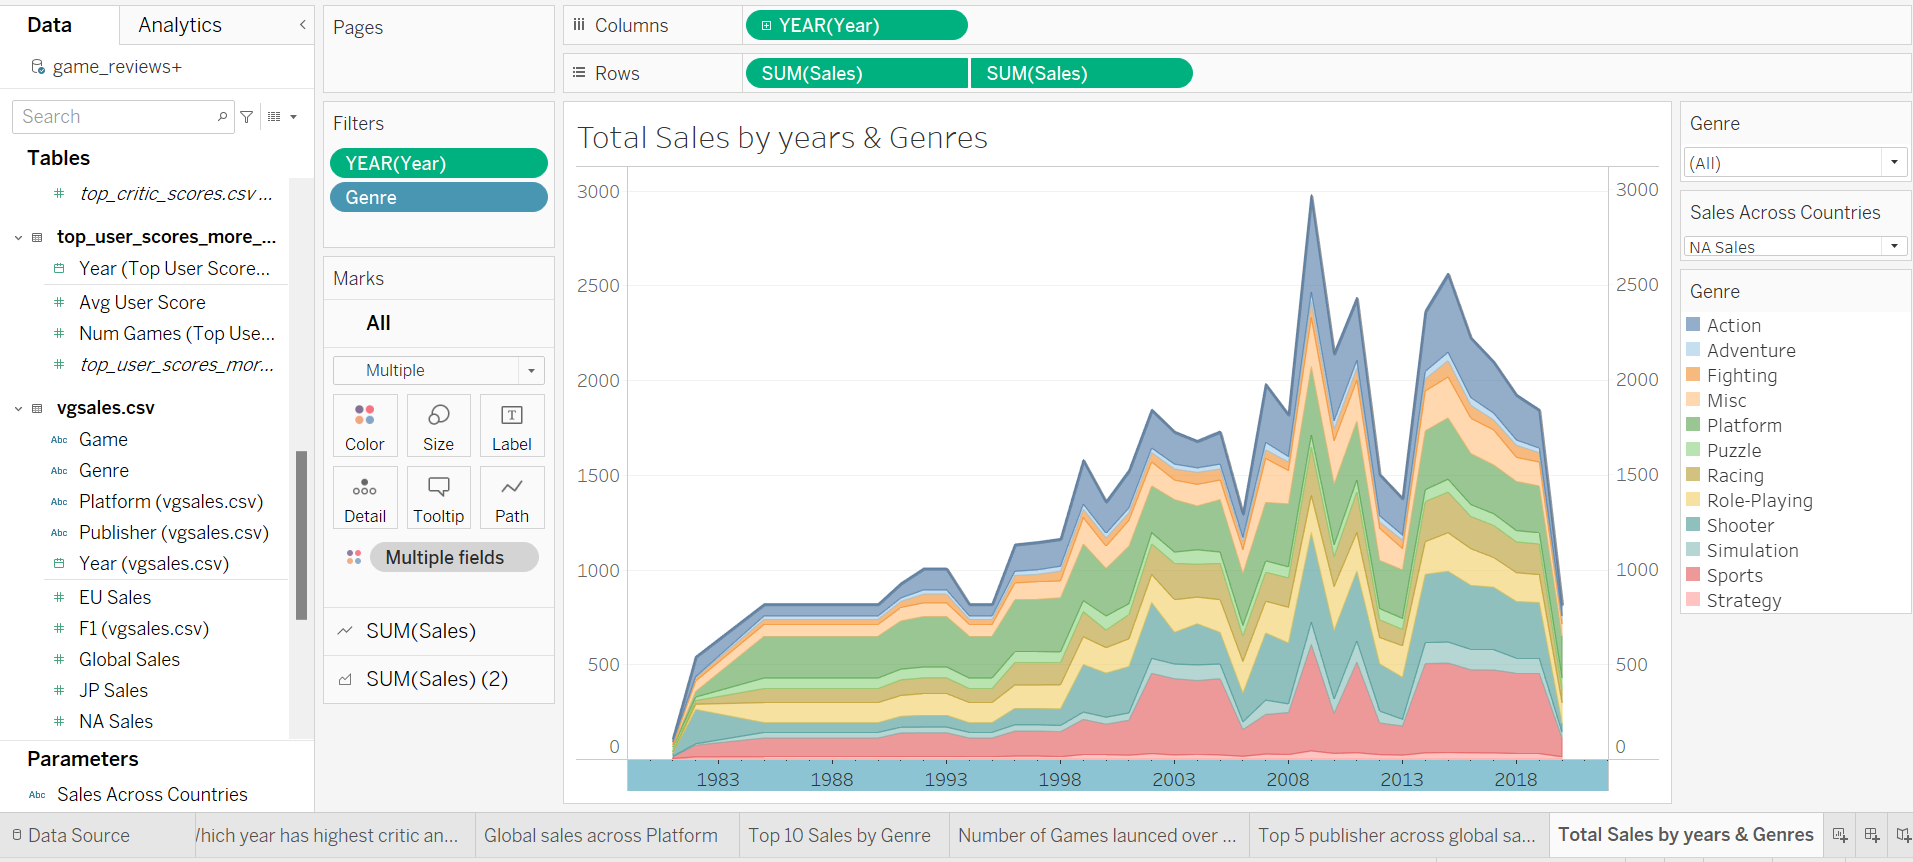 Data
Analytics
game_reviews+
Search
Tables
top_critic_scores.csv ...
top_user_scores_more_...
Year (Top User Score...
Avg User Score
Num Games (Top Use...
top_user_scores_mor...
vgsales.csv
Abc Game
Abc Genre
Abc Platform (vgsales.csv)
Abc Publisher (vgsales.csv)
Year (vgsales.csv)
EU Sales
F1 (vgsales.csv)
Global Sales
JP Sales
NA Sales
Parameters
Abc Sales Across Countries
Pages
Filters
YEAR(Year)
Genre
Marks
All
Multiple
Color
Size
T
Label
Detail
Tooltip
Path
Multiple fields
SUM(Sales)
SUM(Sales) (2)
Columns
YEAR(Year)
Rows
SUM(Sales)
SUM(Sales)
Total Sales by years & Genres
3000
2500
2000
1500
1000
500
0
3000
2500
2000
1500
1000
500
0
1983
1988
1993
1998
2003
2008
2013
2018
Genre
(All)
Sales Across Countries
NA Sales
Genre
Action
Adventure
Fighting
Misc
Platform
Puzzle
Racing
Role-Playing
Shooter
Simulation
Sports
Strategy
Data Source
hich year has highest critic an...
Global sales across Platform
Top 10 Sales by Genre
Number of Games launced over ...
Top 5 publisher across global sa...
Total Sales by years & Genres